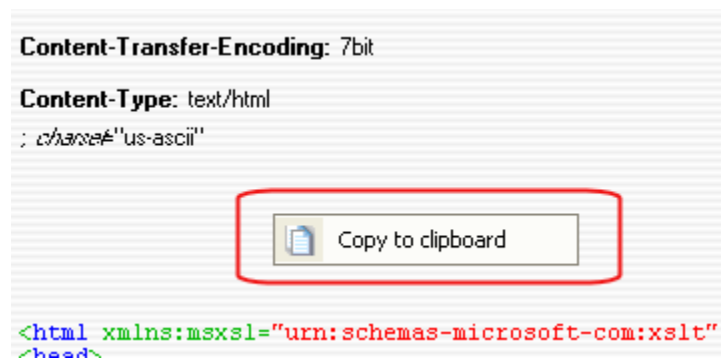 Content-Transfer-Encoding: 7bit
Content-Type: text/html
; charset="us-ascii"
Copy to clipboard
<html xmlns:msxsl="urn:schemas-microsoft-com:xslt"
<head>